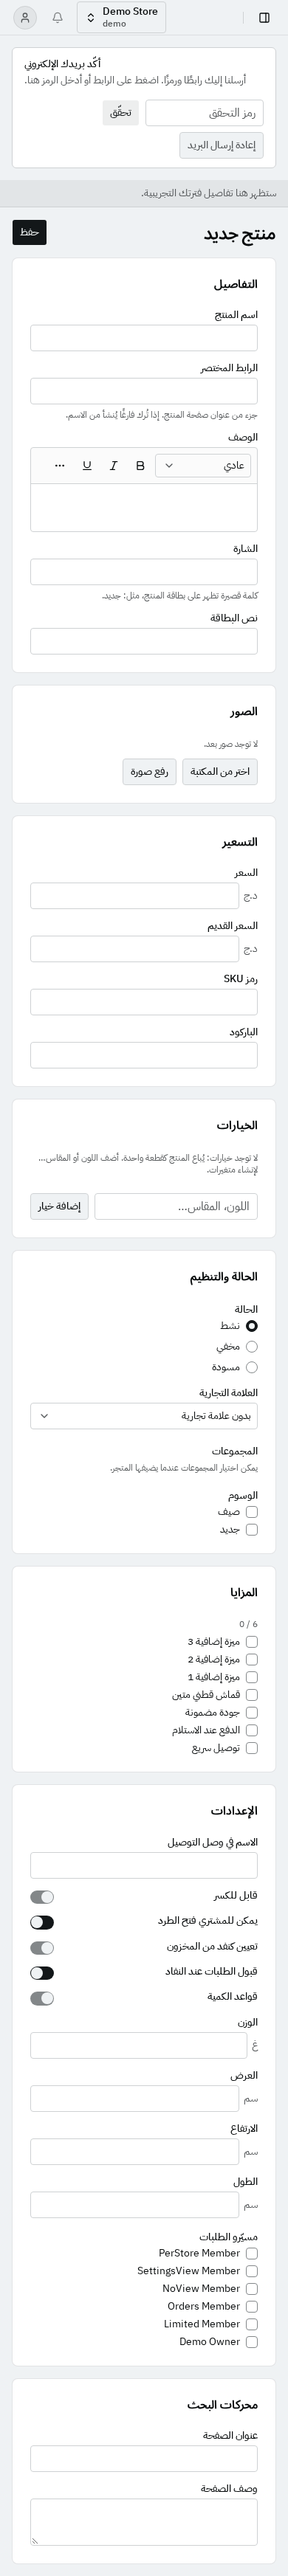 Demo Store
demo
أكّد بريدك الإلكتروني
أرسلنا إليك رابطًا ورمزًا. اضغط على الرابط أو أدخل الرمز هنا.
رمز التحقق
تحقّق
إعادة إرسال البريد
ستظهر هنا تفاصيل فترتك التجريبية.
منتج جديد
حفظ
التفاصيل
اسم المنتج
الرابط المختصر
جزء من عنوان صفحة المنتج. إذا تُرك فارغًا يُنشأ من الاسم.
الوصف
عادي
B I U
الشارة
كلمة قصيرة تظهر على بطاقة المنتج، مثل: جديد.
نص البطاقة
الصور
لا توجد صور بعد.
اختر من المكتبة
رفع صورة
التسعير
السعر
د.ج
السعر القديم
د.ج
رمز SKU
الباركود
الخيارات
لا توجد خيارات: يُباع المنتج كقطعة واحدة. أضف اللون أو المقاس…
لإنشاء متغيرات.
اللون، المقاس…
إضافة خيار
الحالة والتنظيم
الحالة
نشط
مخفي
مسودة
العلامة التجارية
بدون علامة تجارية
المجموعات
يمكن اختيار المجموعات عندما يضيفها المتجر.
الوسوم
صيف
جديد
المزايا
0 / 6
ميزة إضافية 3
ميزة إضافية 2
ميزة إضافية 1
قماش قطني متين
جودة مضمونة
الدفع عند الاستلام
توصيل سريع
الإعدادات
الاسم في وصل التوصيل
قابل للكسر
يمكن للمشتري فتح الطرد
تعيين كنفد من المخزون
قبول الطلبات عند النفاد
قواعد الكمية
الوزن
غ
العرض
سم
الارتفاع
سم
الطول
سم
مسيّرو الطلبات
PerStore Member
SettingsView Member
NoView Member
Orders Member
Limited Member
Demo Owner
محركات البحث
عنوان الصفحة
وصف الصفحة